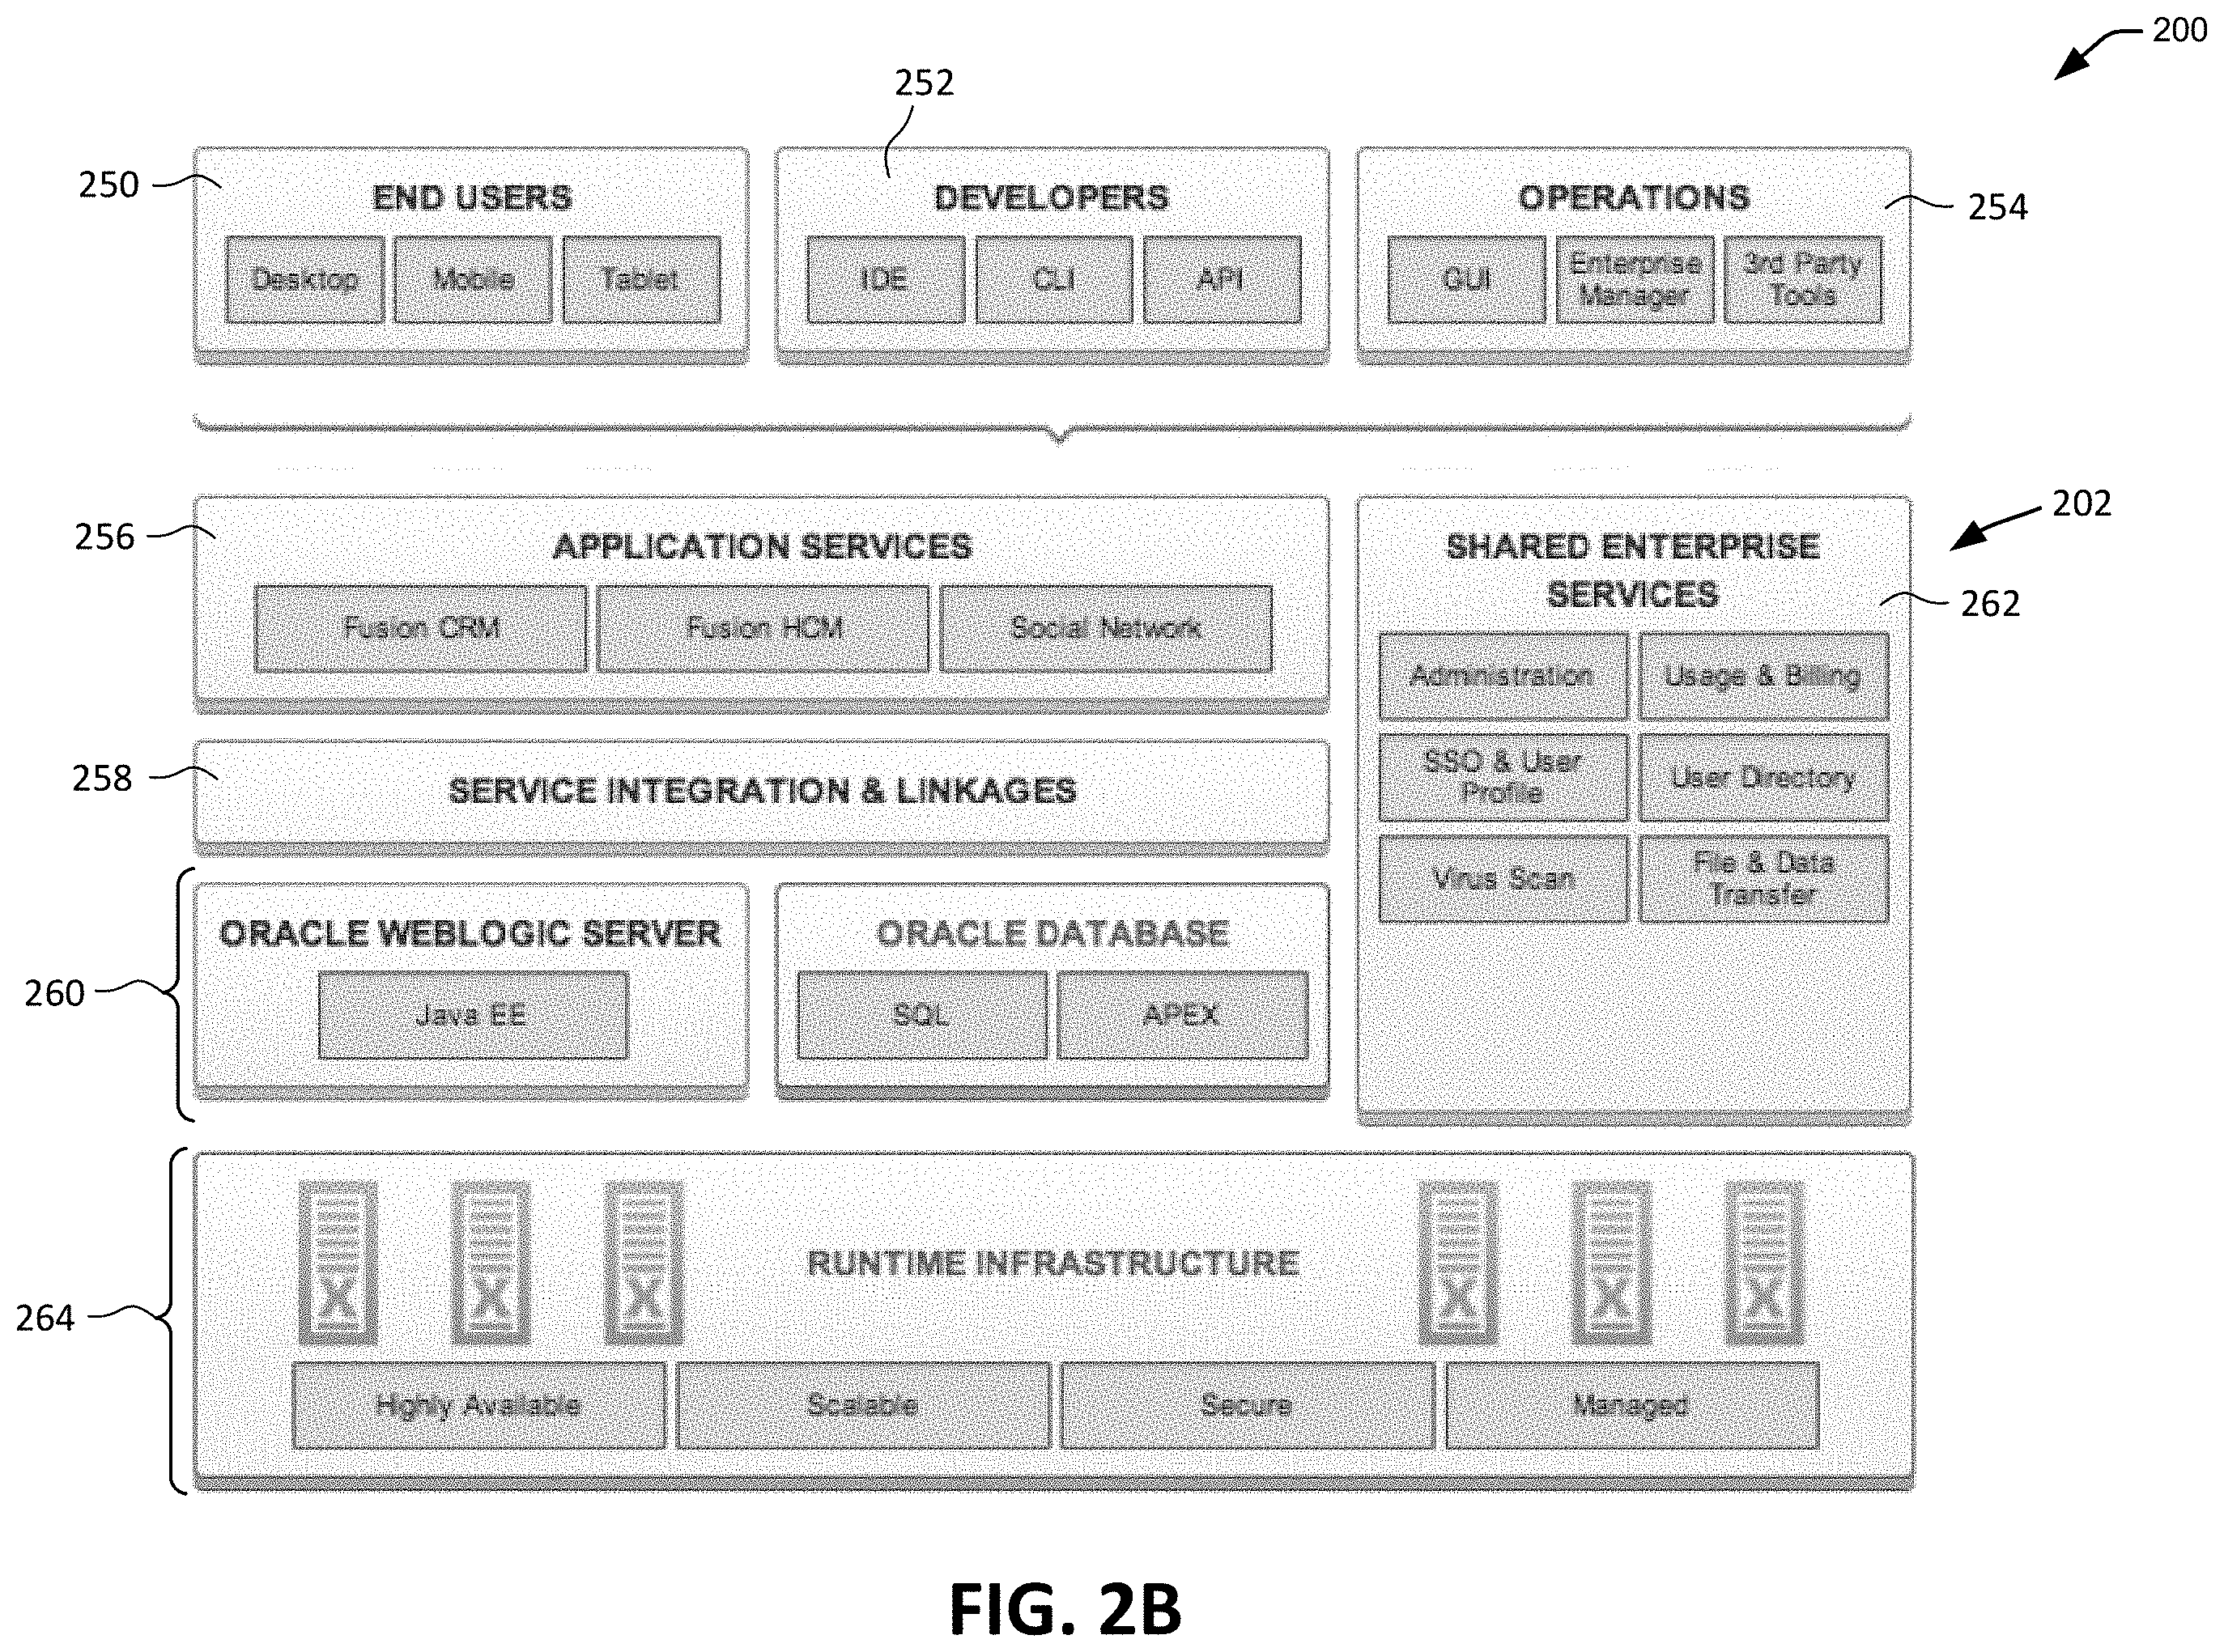 200
252
250
END USERS
Desktop
Mobile
Tablet
DEVELOPERS
IDE
CLI
API
OPERATIONS
254
GUI
Enterprise
Manager
3rd Party
Tools
256
APPLICATION SERVICES
Fusion CRM
Fusion HCM
Social Network
258
SERVICE INTEGRATION & LINKAGES
260
ORACLE WEBLOGIC SERVER
Java EE
ORACLE DATABASE
SQL
APEX
202
SHARED ENTERPRISE
SERVICES
262
Administration
Usage & Billing
SSO & User
Profile
User Directory
Virus Scan
File & Data
Transfer
264
RUNTIME INFRASTRUCTURE
Highly Available
Scalable
Secure
Managed
FIG. 2B